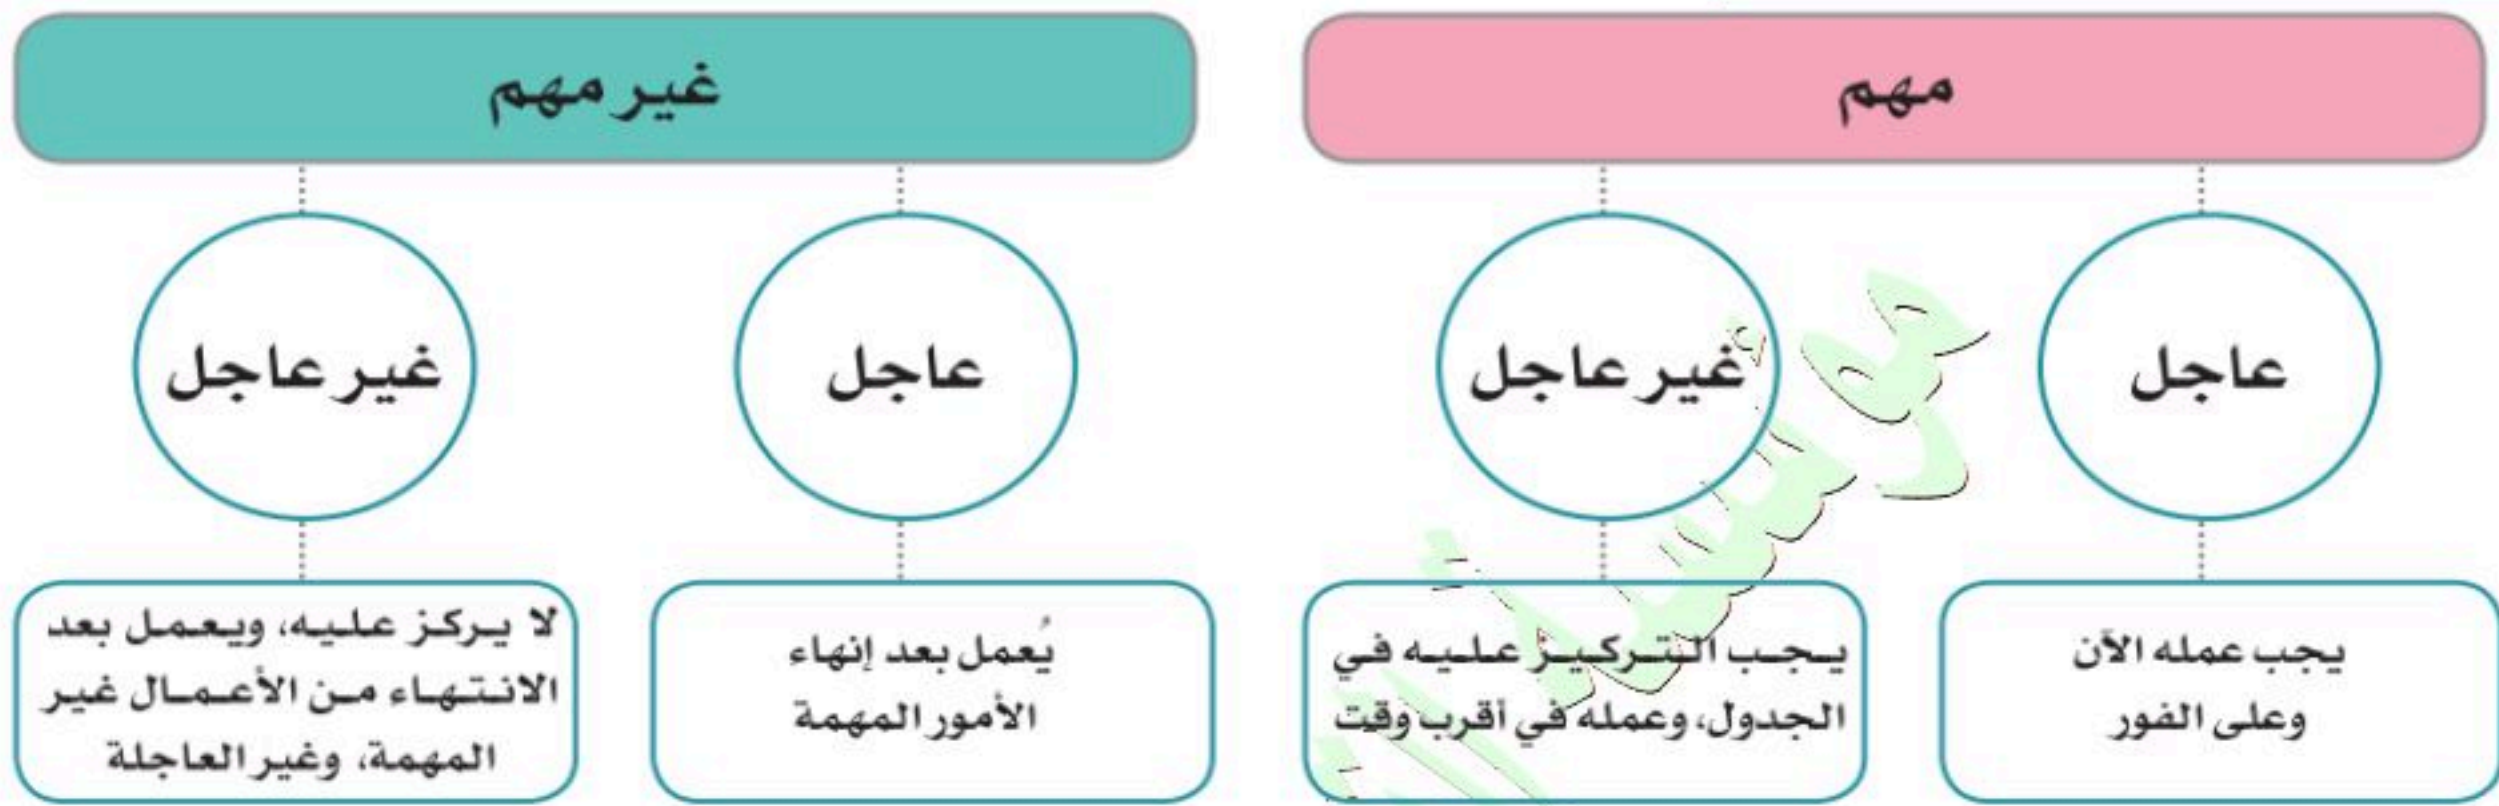 مهم
غير مهم
عاجل
غير عاجل
عاجل
غير عاجل
يجب عمله الآن
وعلى الفور
يجب التركيز عليه في
الجدول، وعمله في أقرب وقت
يُعمل بعد إنهاء
الأمور المهمة
لا يركز عليه، ويعمل بعد
الانتهاء من الأعمال غير
المهمة، وغير العاجلة